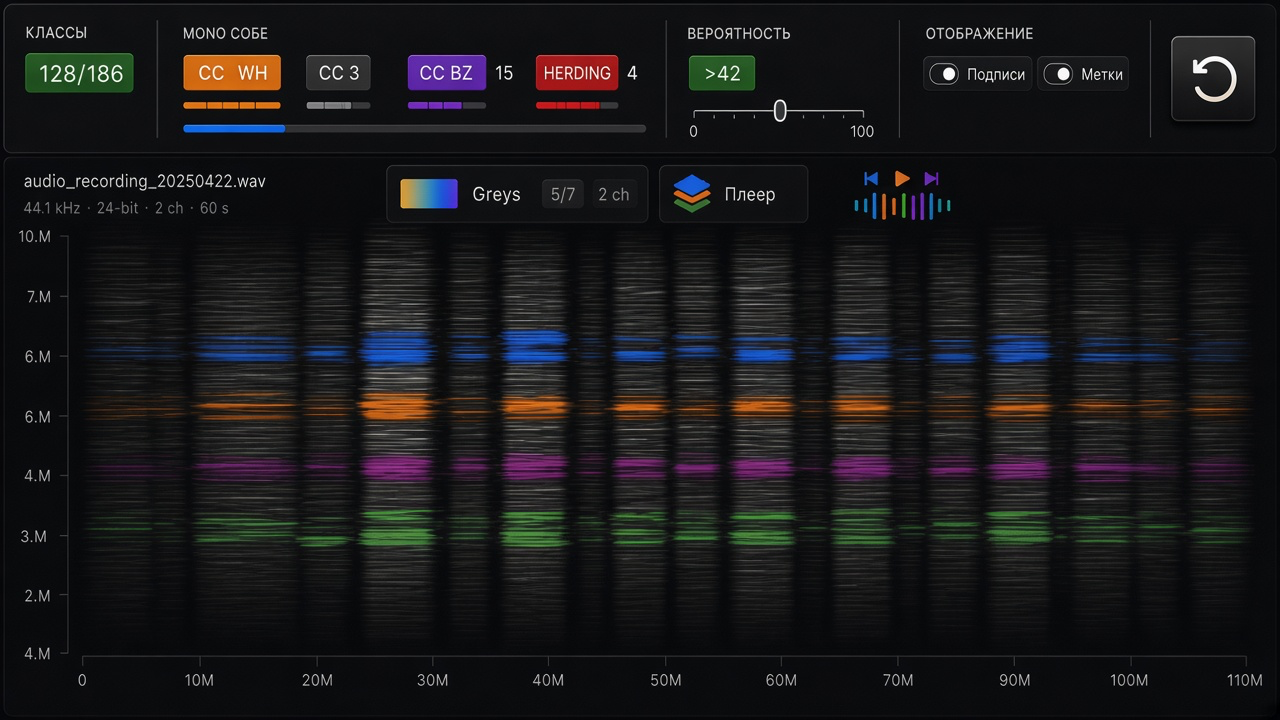 КЛАССЫ
128/186
MONO СОБЕ
CC WH
CC 3
CC BZ 15
HERDING 4
ВЕРОЯТНОСТЬ
>42
0 100
ОТОБРАЖЕНИЕ
Подписи Метки
audio_recording_20250422.wav
44.1 kHz · 24-bit · 2 ch · 60 s
Greys 5/7 2 ch
Плеер
10.M
7.M
6.M
6.M
4.M
3.M
2.M
4.M
0 10M 20M 30M 40M 50M 60M 70M 80M 90M 100M 110M